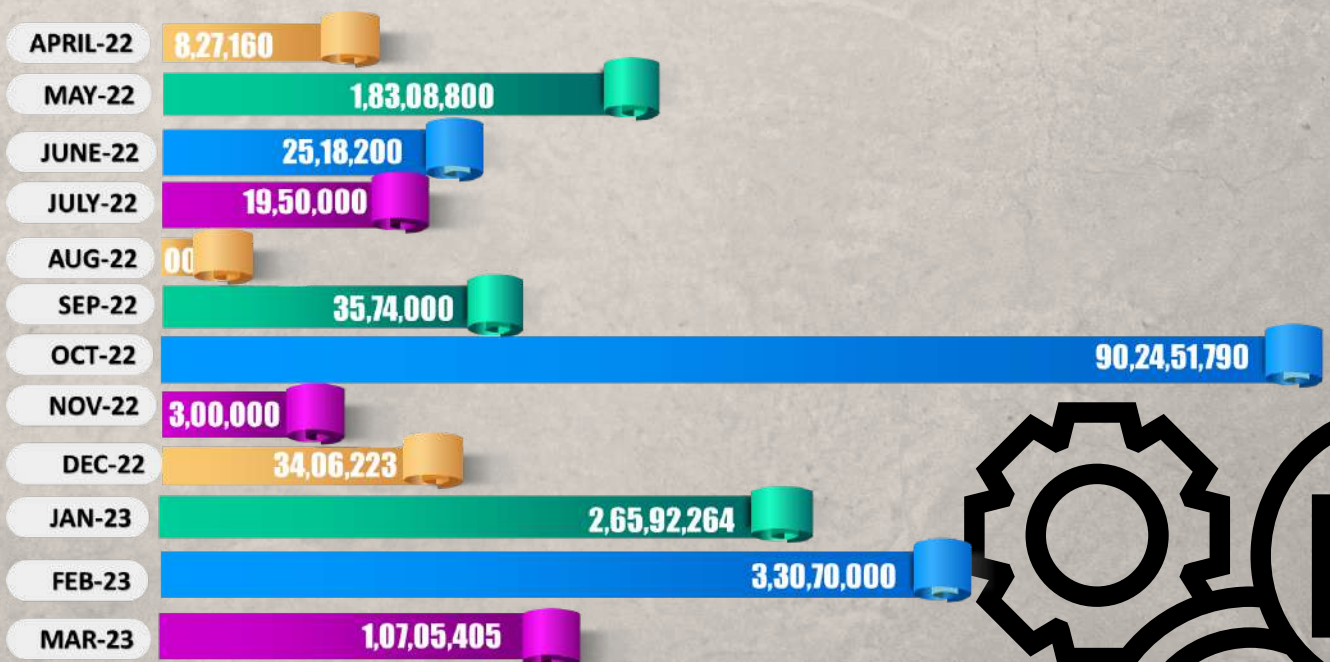 APRIL-22 8,27,160
MAY-22 1,83,08,800
JUNE-22 25,18,200
JULY-22 19,50,000
AUG-22 00
SEP-22 35,74,000
OCT-22 90,24,51,790
NOV-22 3,00,000
DEC-22 34,06,223
JAN-23 2,65,92,264
FEB-23 3,30,70,000
MAR-23 1,07,05,405